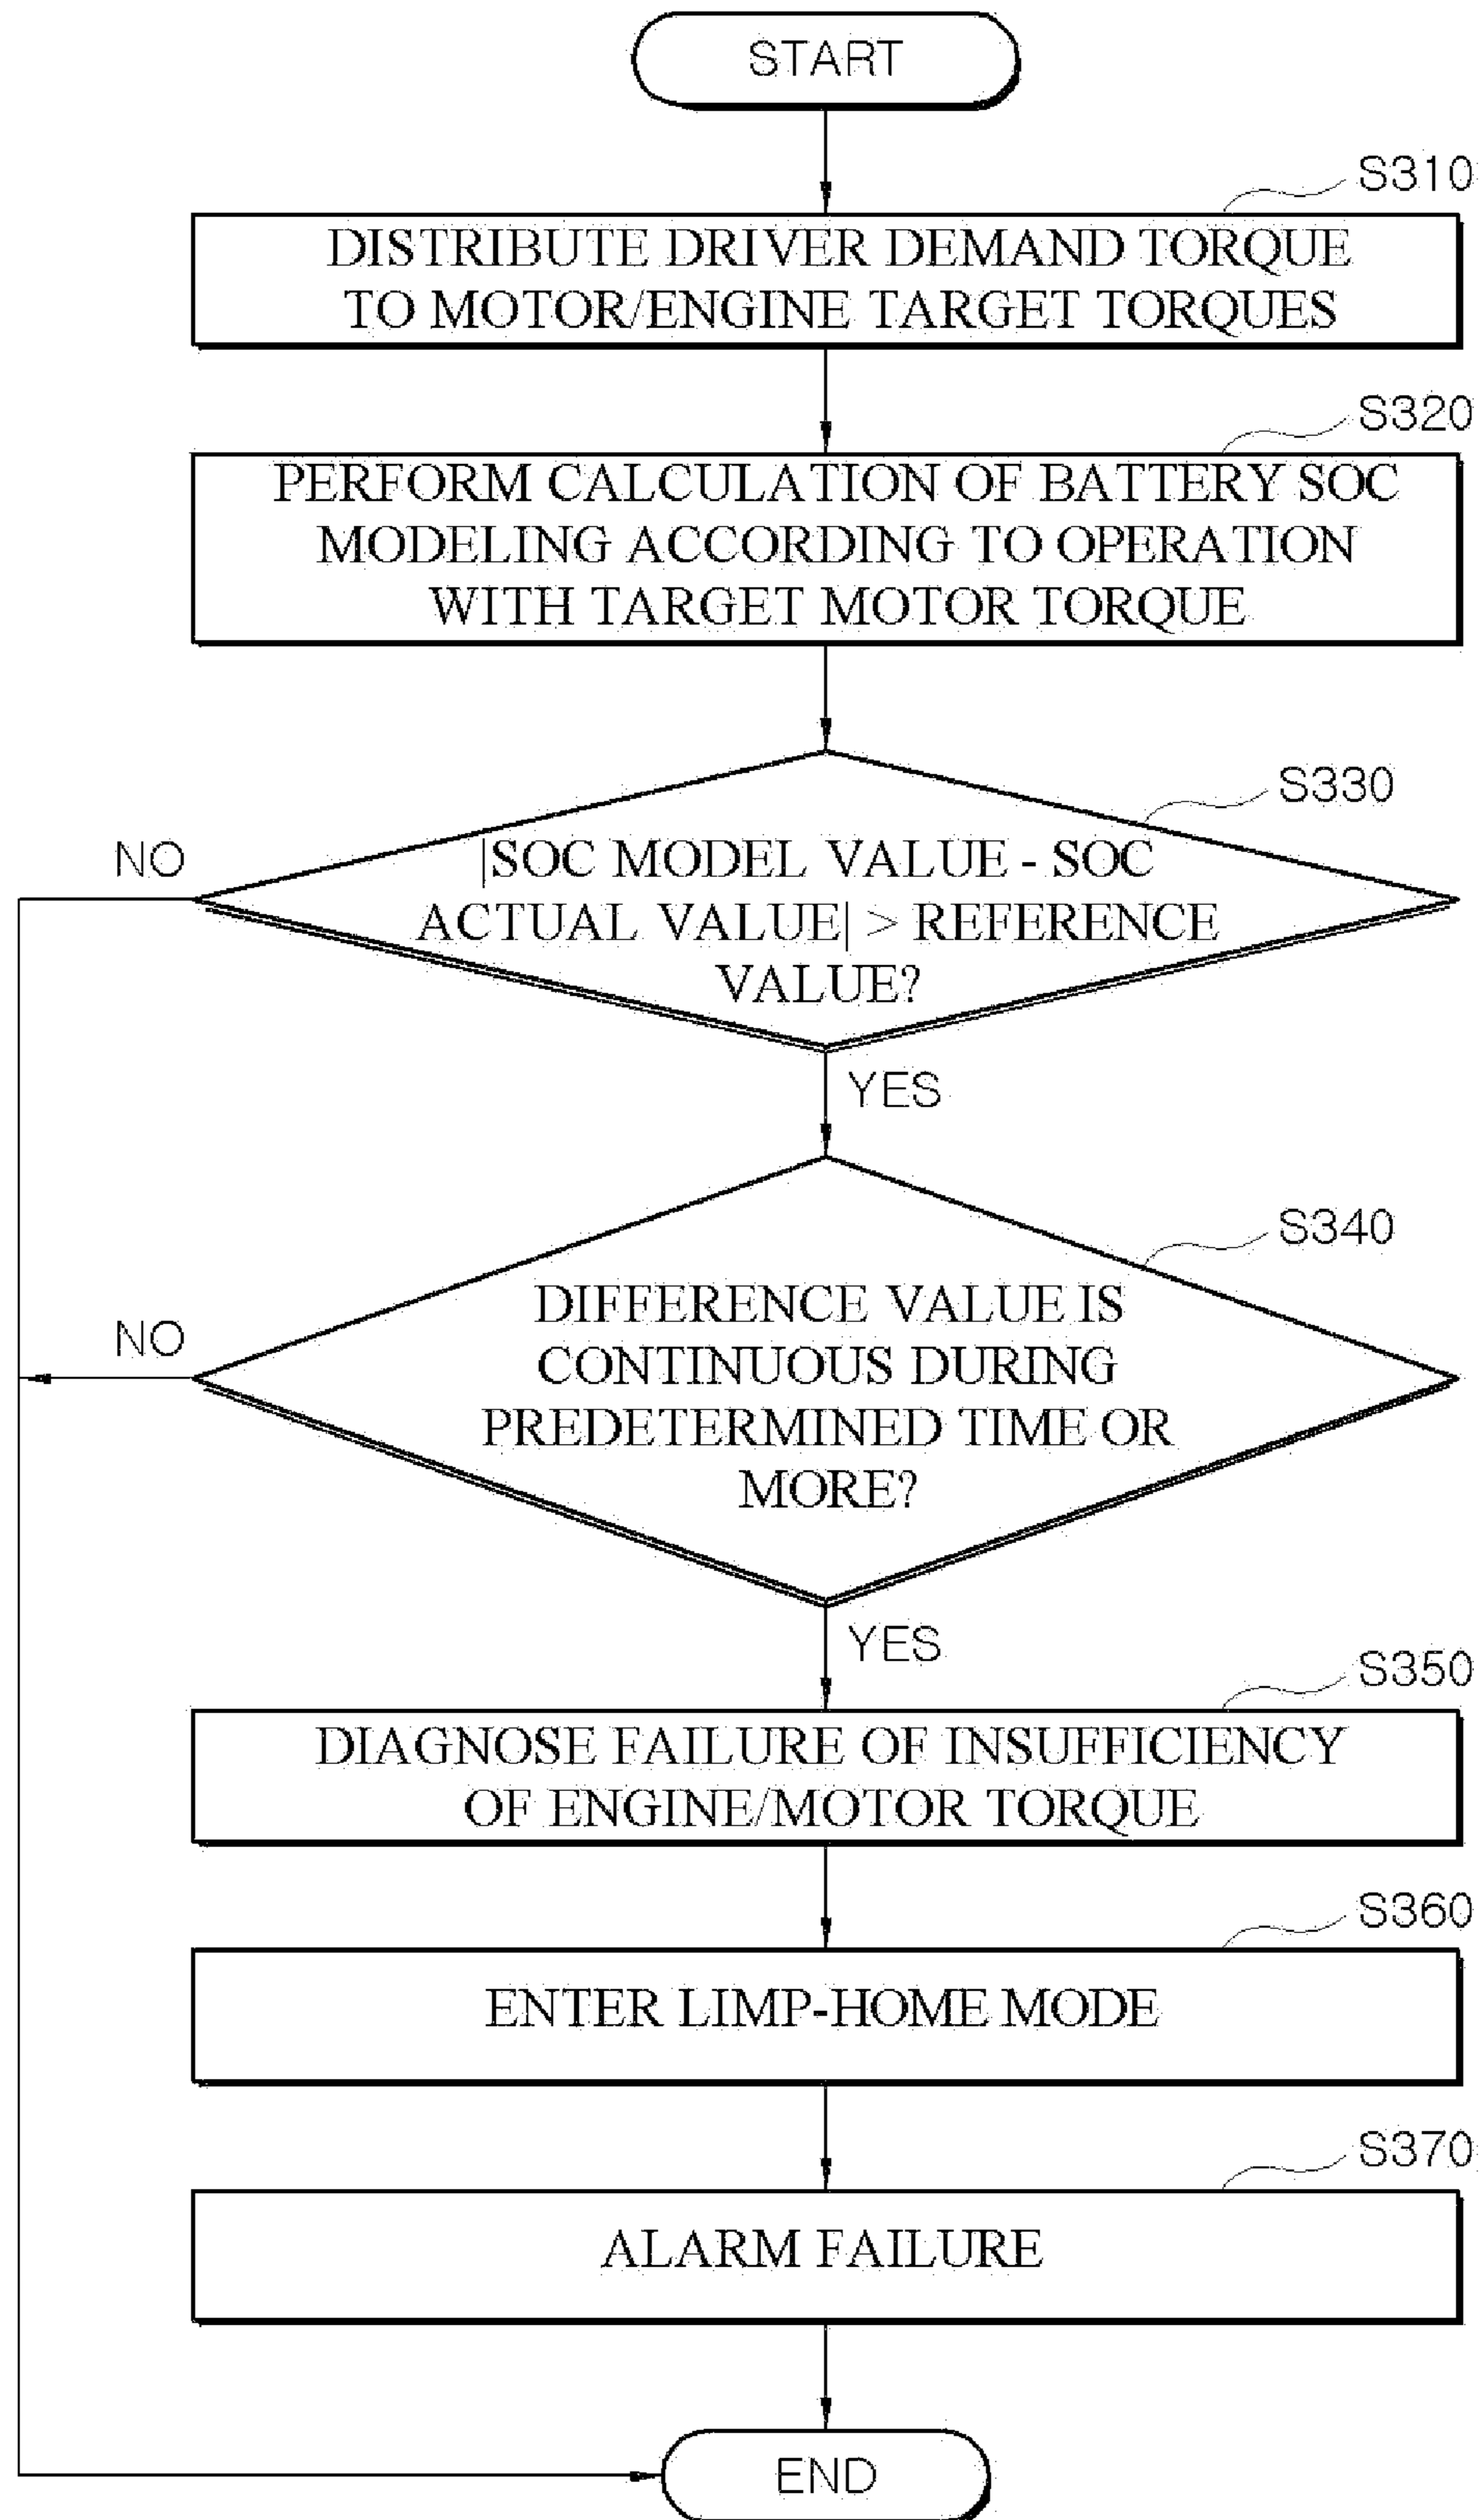 START
S310
DISTRIBUTE DRIVER DEMAND TORQUE
TO MOTOR/ENGINE TARGET TORQUES
S320
PERFORM CALCULATION OF BATTERY SOC
MODELING ACCORDING TO OPERATION
WITH TARGET MOTOR TORQUE
S330
NO
|SOC MODEL VALUE - SOC
ACTUAL VALUE| > REFERENCE
VALUE?
YES
S340
NO
DIFFERENCE VALUE IS
CONTINUOUS DURING
PREDETERMINED TIME OR
MORE?
YES
S350
DIAGNOSE FAILURE OF INSUFFICIENCY
OF ENGINE/MOTOR TORQUE
S360
ENTER LIMP-HOME MODE
S370
ALARM FAILURE
END